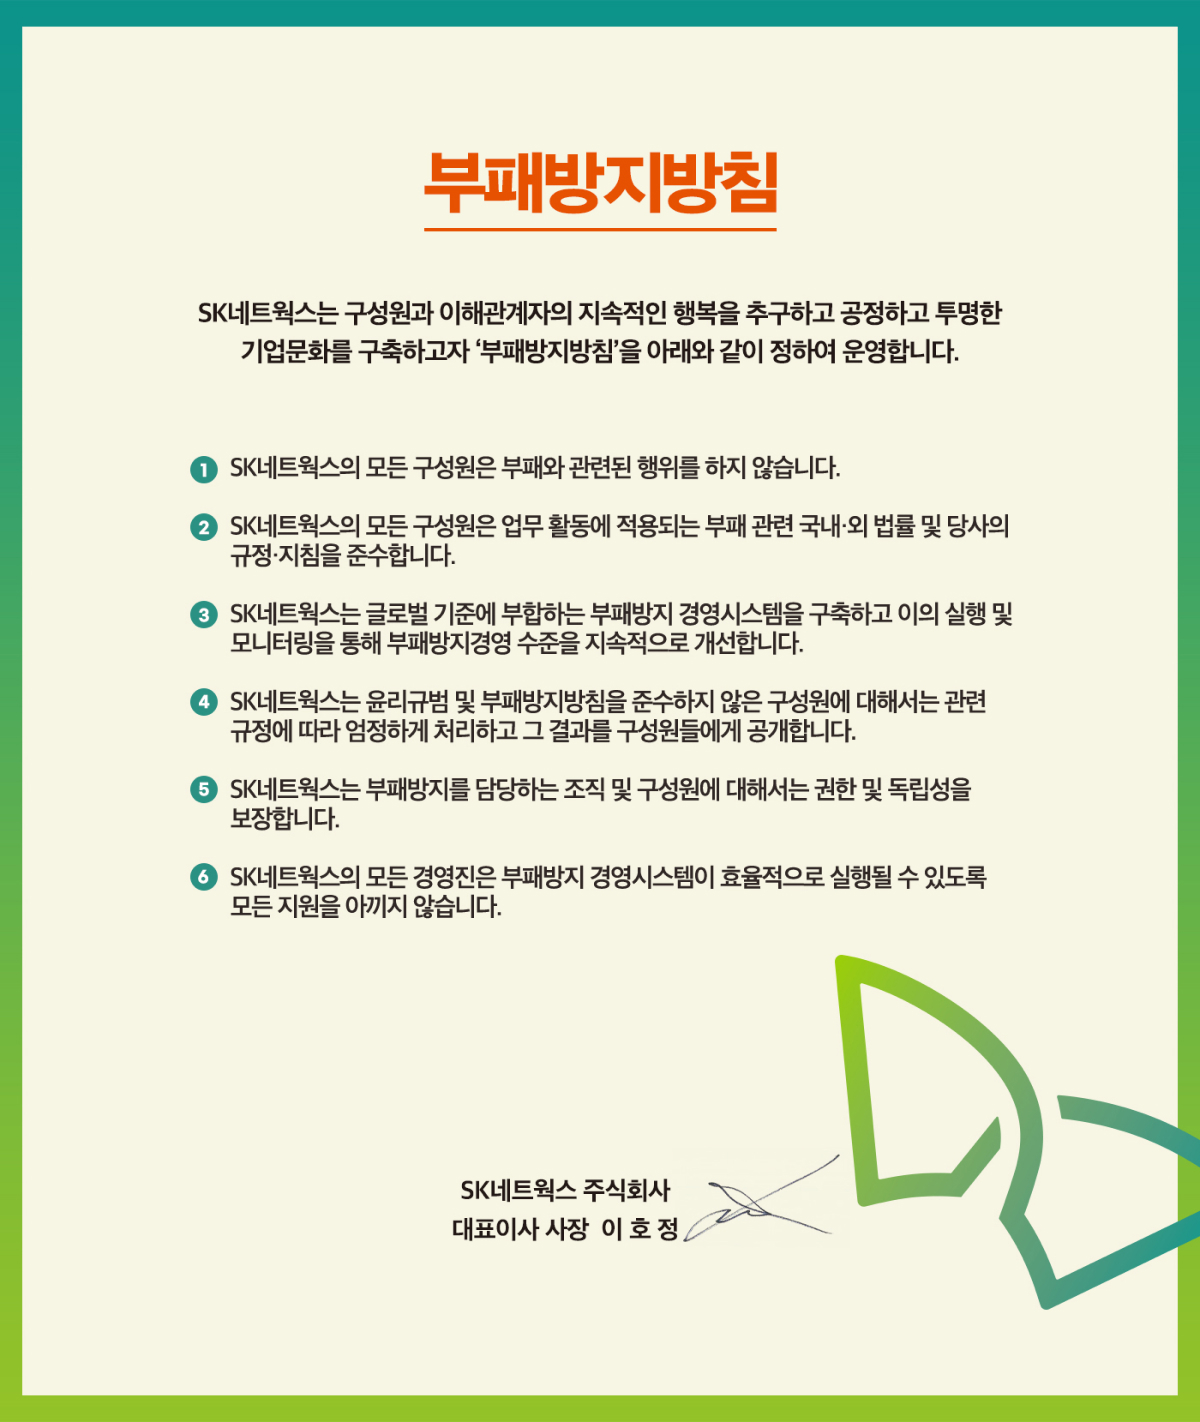 부패방지방침
SK네트웍스는 구성원과 이해관계자의 지속적인 행복을 추구하고 공정하고 투명한
기업문화를 구축하고자 ‘부패방지방침’을 아래와 같이 정하여 운영합니다.
1 SK네트웍스의 모든 구성원은 부패와 관련된 행위를 하지 않습니다.
2 SK네트웍스의 모든 구성원은 업무 활동에 적용되는 부패 관련 국내·외 법률 및 당사의
규정·지침을 준수합니다.
3 SK네트웍스는 글로벌 기준에 부합하는 부패방지 경영시스템을 구축하고 이의 실행 및
모니터링을 통해 부패방지경영 수준을 지속적으로 개선합니다.
4 SK네트웍스는 윤리규범 및 부패방지방침을 준수하지 않은 구성원에 대해서는 관련
규정에 따라 엄정하게 처리하고 그 결과를 구성원들에게 공개합니다.
5 SK네트웍스는 부패방지를 담당하는 조직 및 구성원에 대해서는 권한 및 독립성을
보장합니다.
6 SK네트웍스의 모든 경영진은 부패방지 경영시스템이 효율적으로 실행될 수 있도록
모든 지원을 아끼지 않습니다.
SK네트웍스 주식회사
대표이사 사장 이 호 정